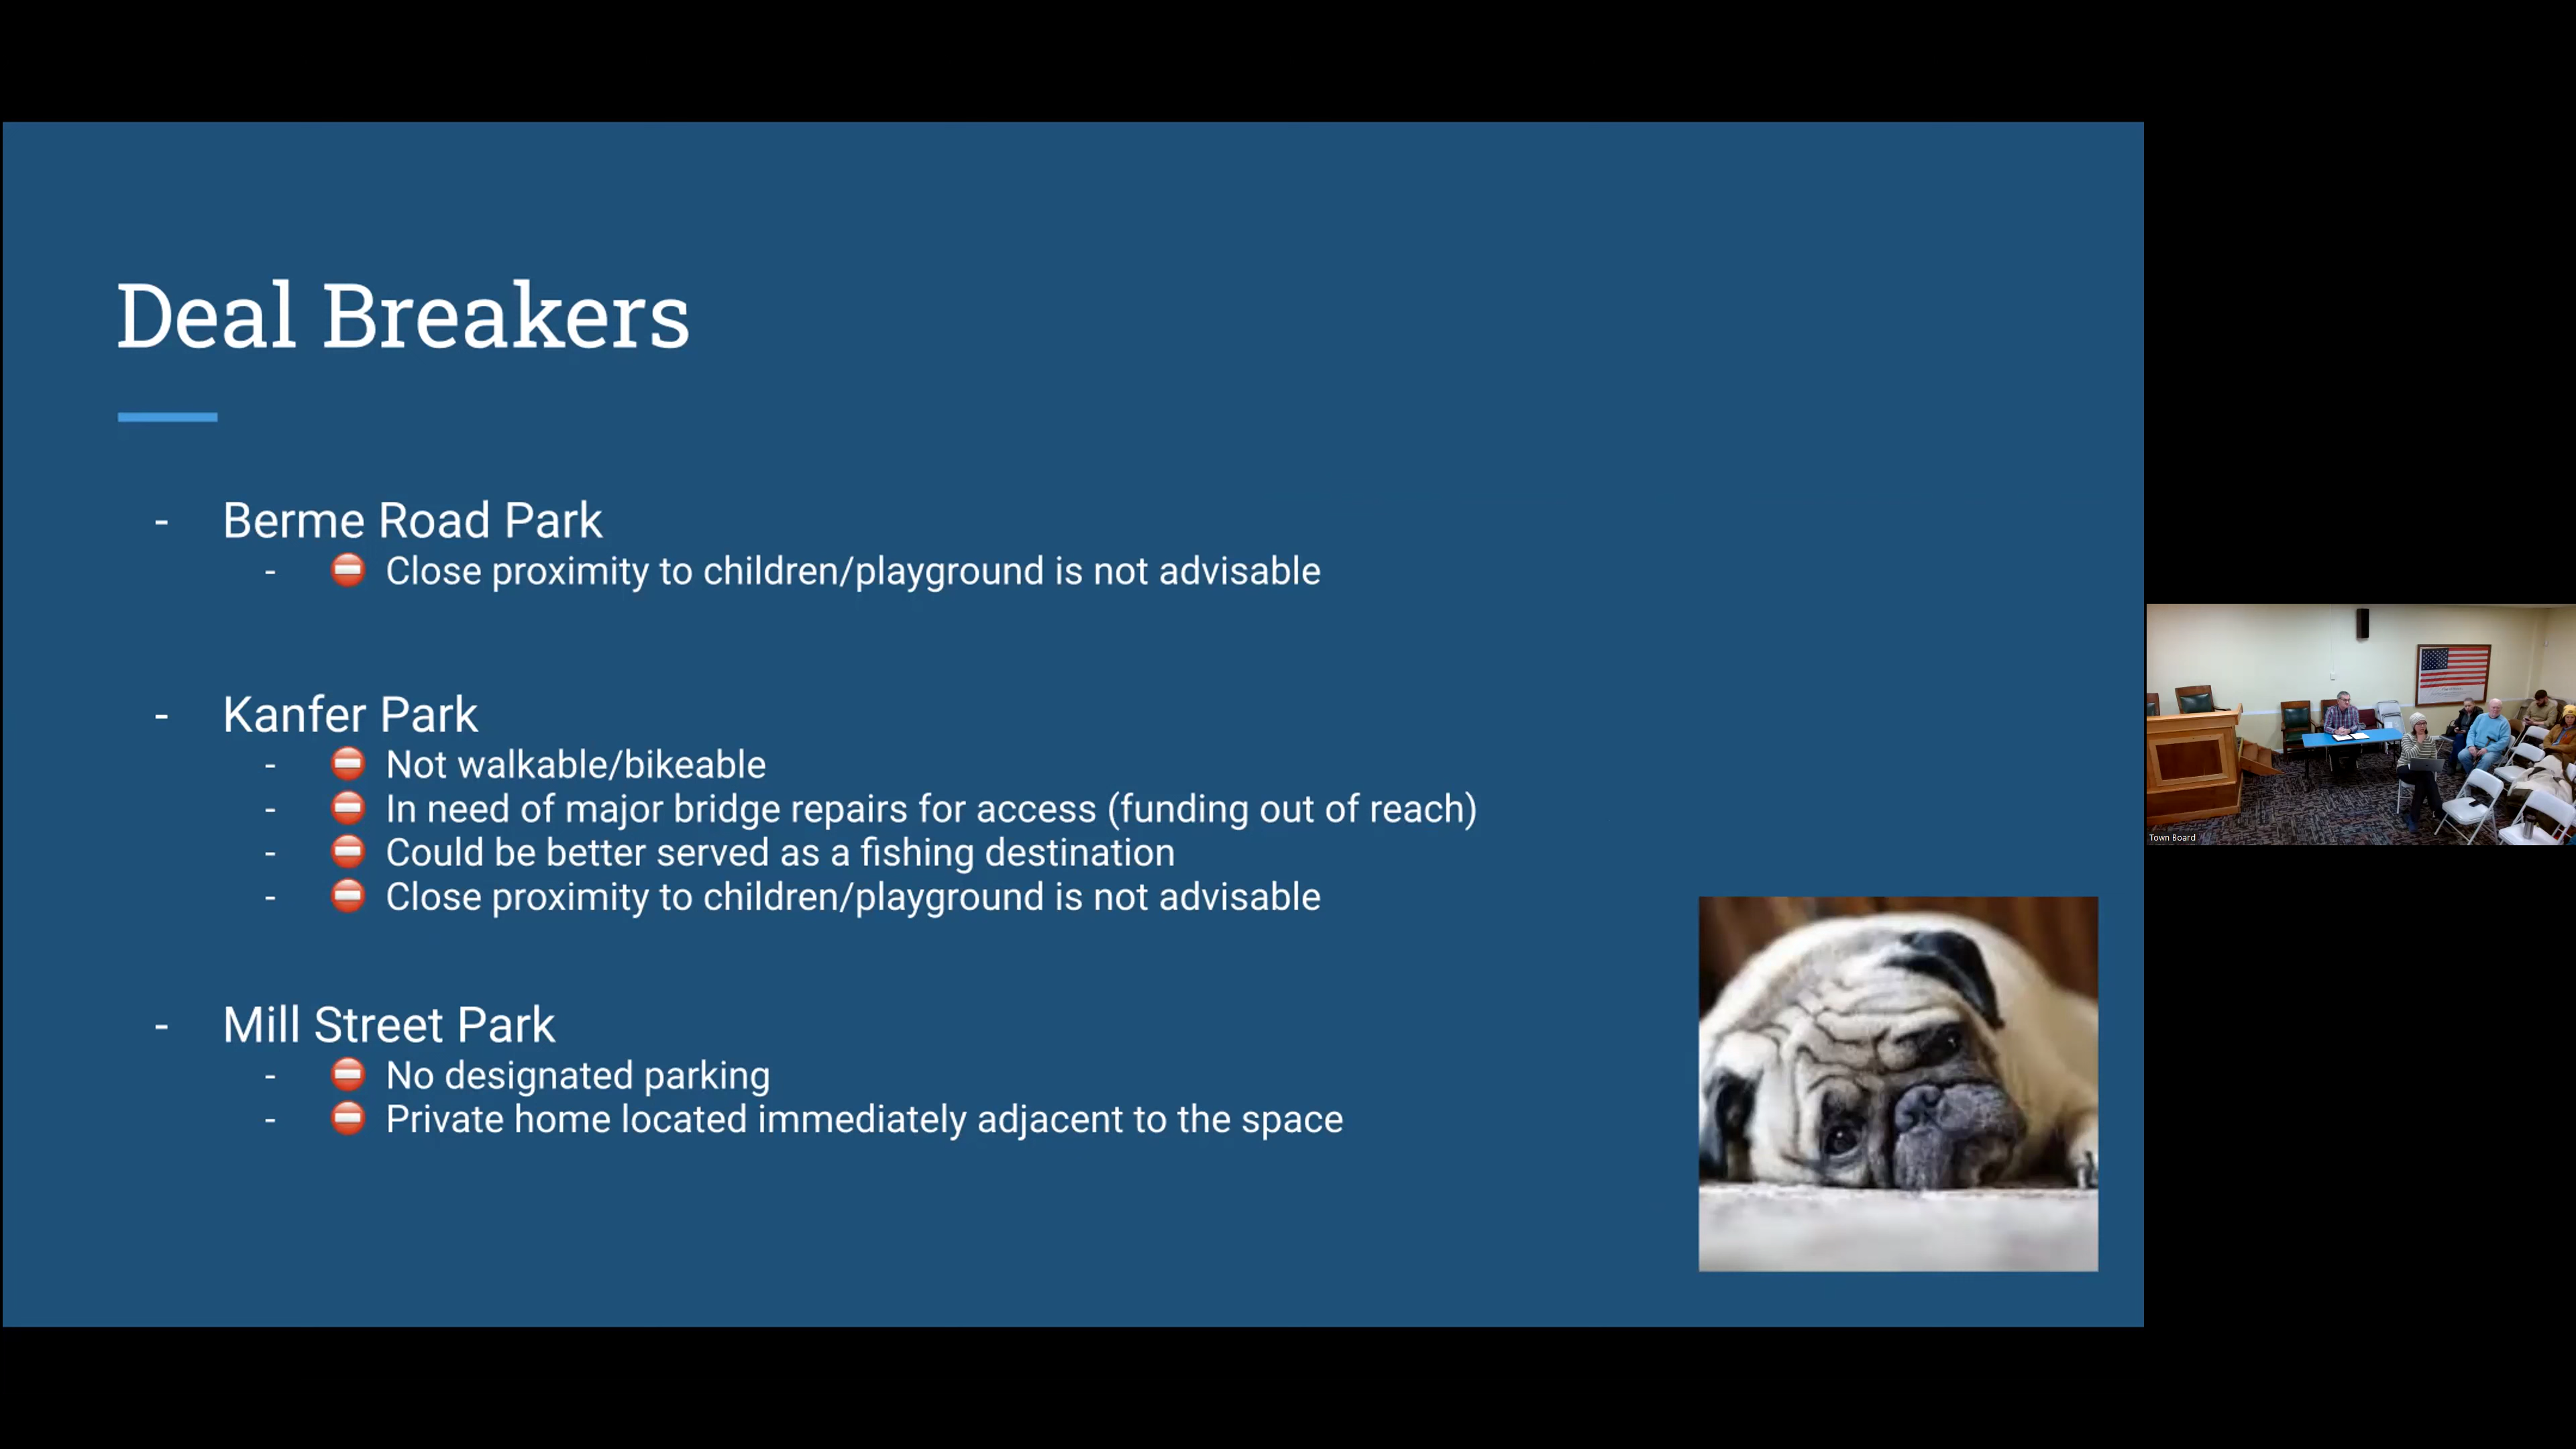 Deal Breakers
- Berme Road Park
- ⛔ Close proximity to children/playground is not advisable
- Kanfer Park
- ⛔ Not walkable/bikeable
- ⛔ In need of major bridge repairs for access (funding out of reach)
- ⛔ Could be better served as a fishing destination
- ⛔ Close proximity to children/playground is not advisable
- Mill Street Park
- ⛔ No designated parking
- ⛔ Private home located immediately adjacent to the space
Town Board